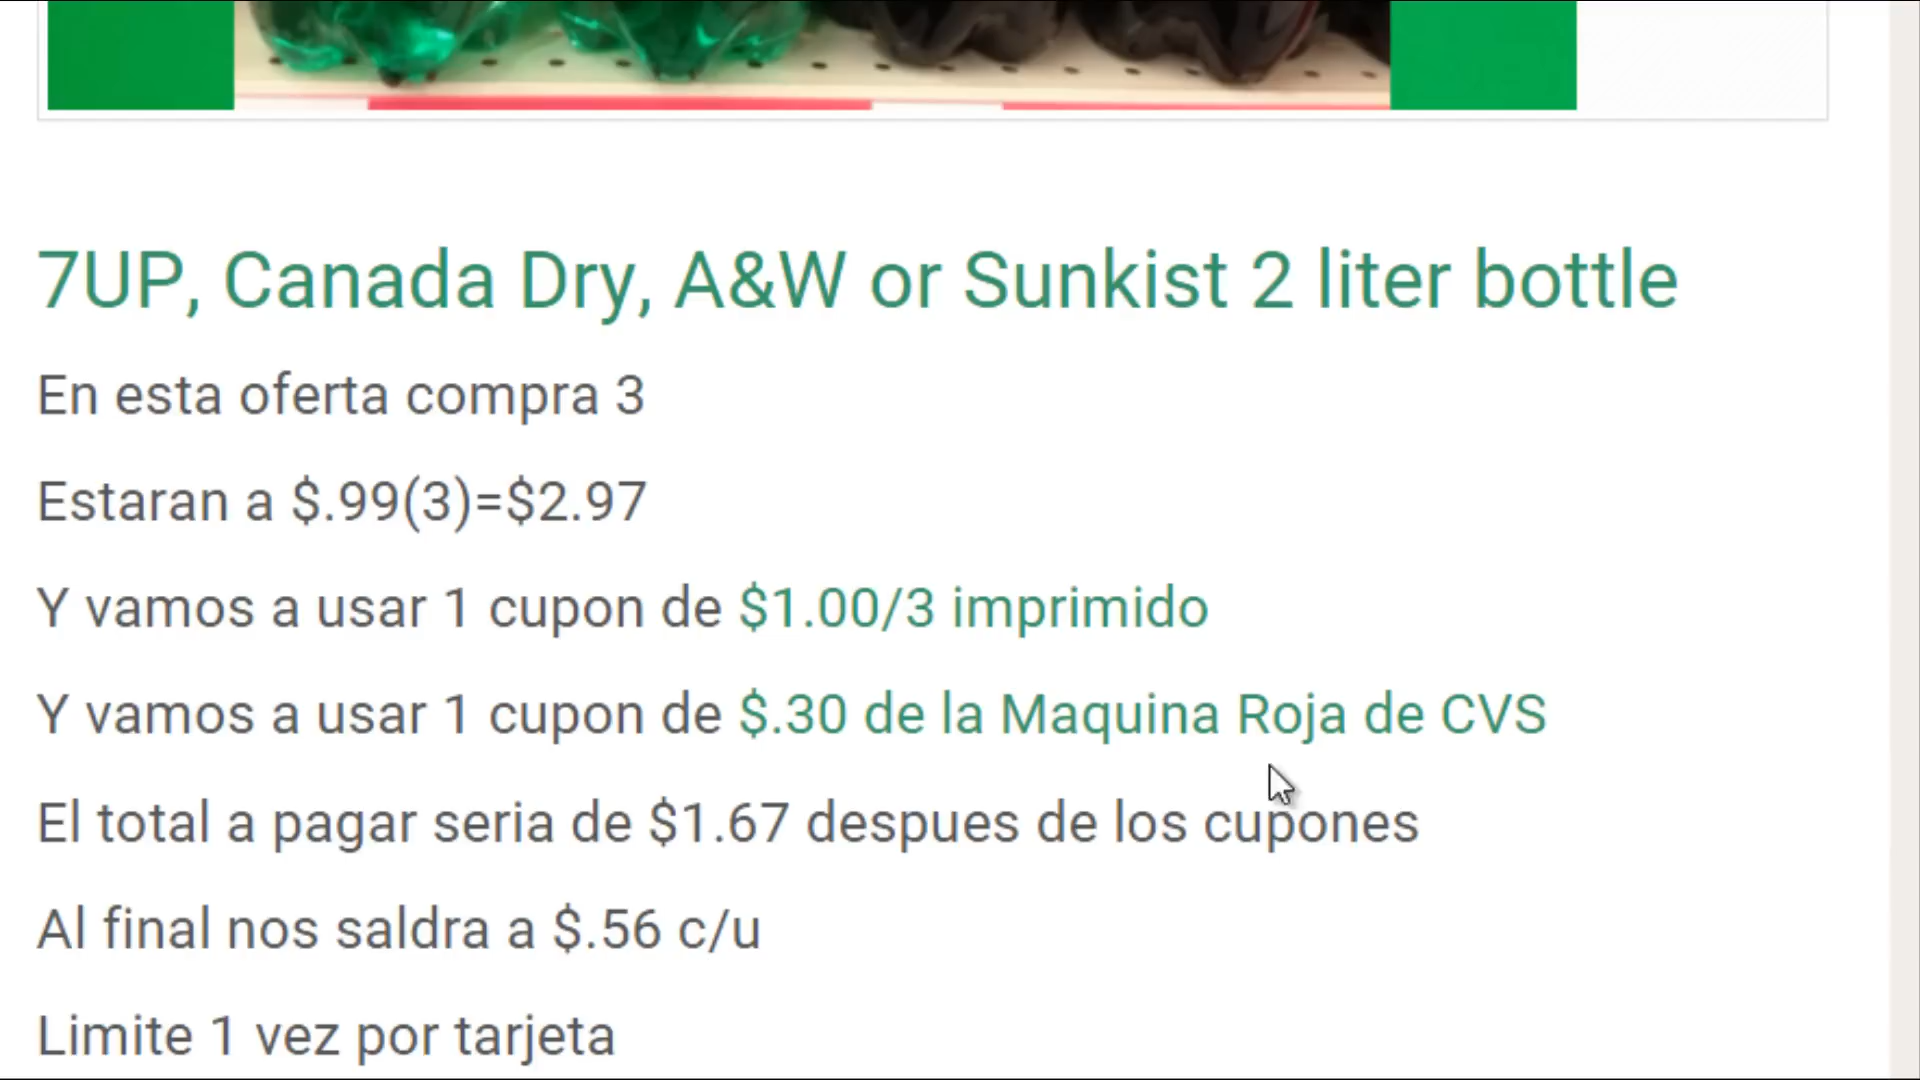 7UP, Canada Dry, A&W or Sunkist 2 liter bottle
En esta oferta compra 3
Estaran a $.99(3)=$2.97
Y vamos a usar 1 cupon de $1.00/3 imprimido
Y vamos a usar 1 cupon de $.30 de la Maquina Roja de CVS
El total a pagar seria de $1.67 despues de los cupones
Al final nos saldra a $.56 c/u
Limite 1 vez por tarjeta